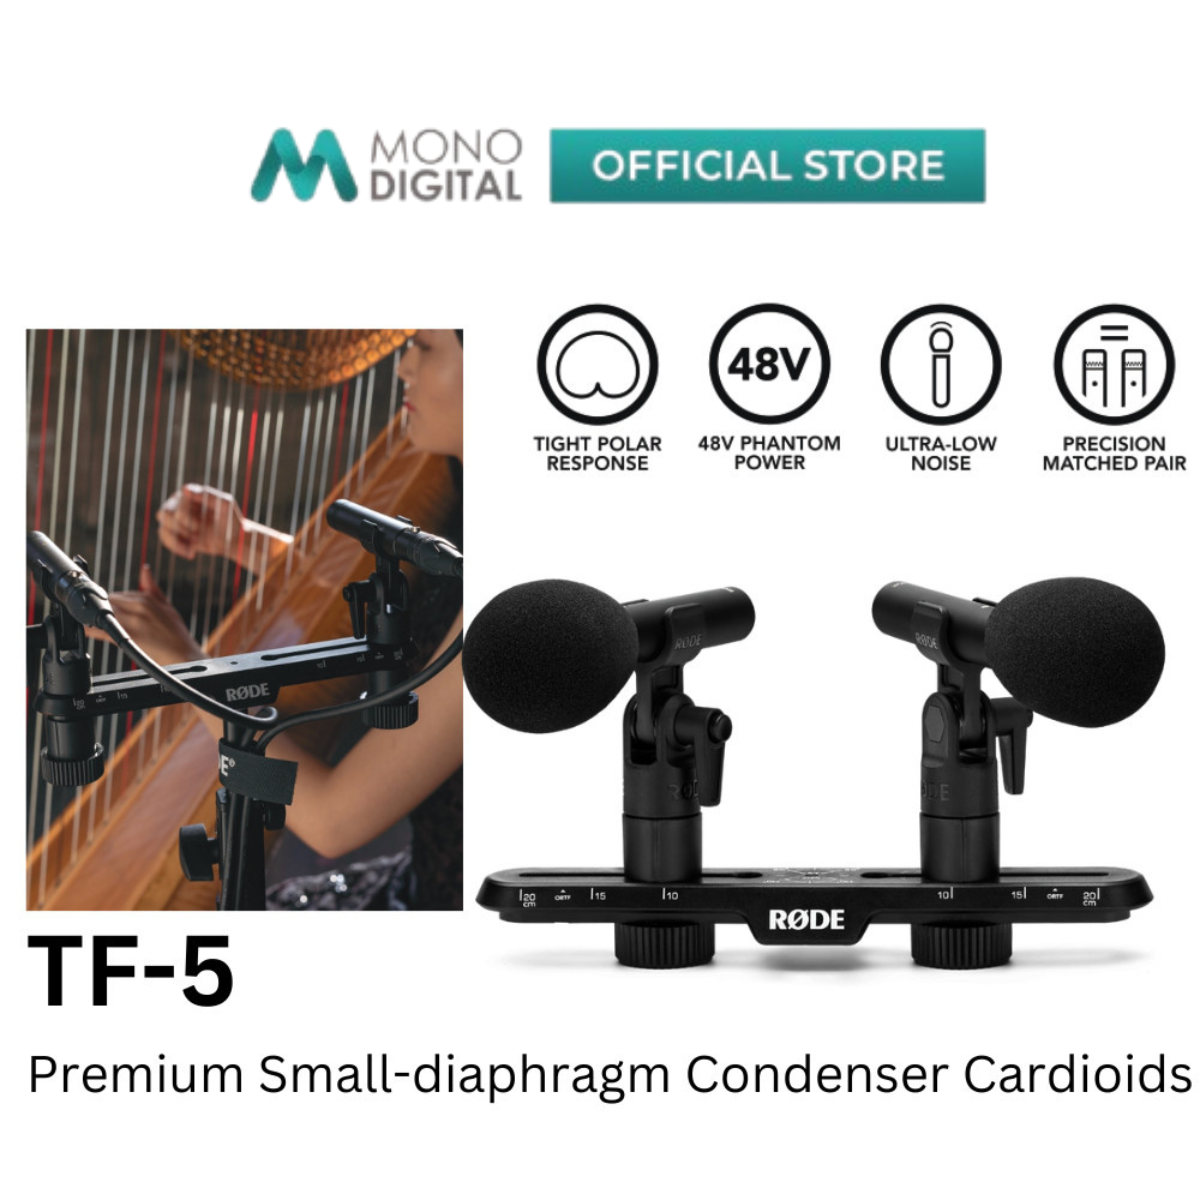 MONO
DIGITAL
OFFICIAL STORE
48V
TIGHT POLAR
RESPONSE
48V PHANTOM
POWER
ULTRA-LOW
NOISE
PRECISION
MATCHED PAIR
RØDE
E®
RØDE
RØDE
20
cm
ORTF
15
10
10
15
ORTF
20
cm
RØDE
TF-5
Premium Small-diaphragm Condenser Cardioids